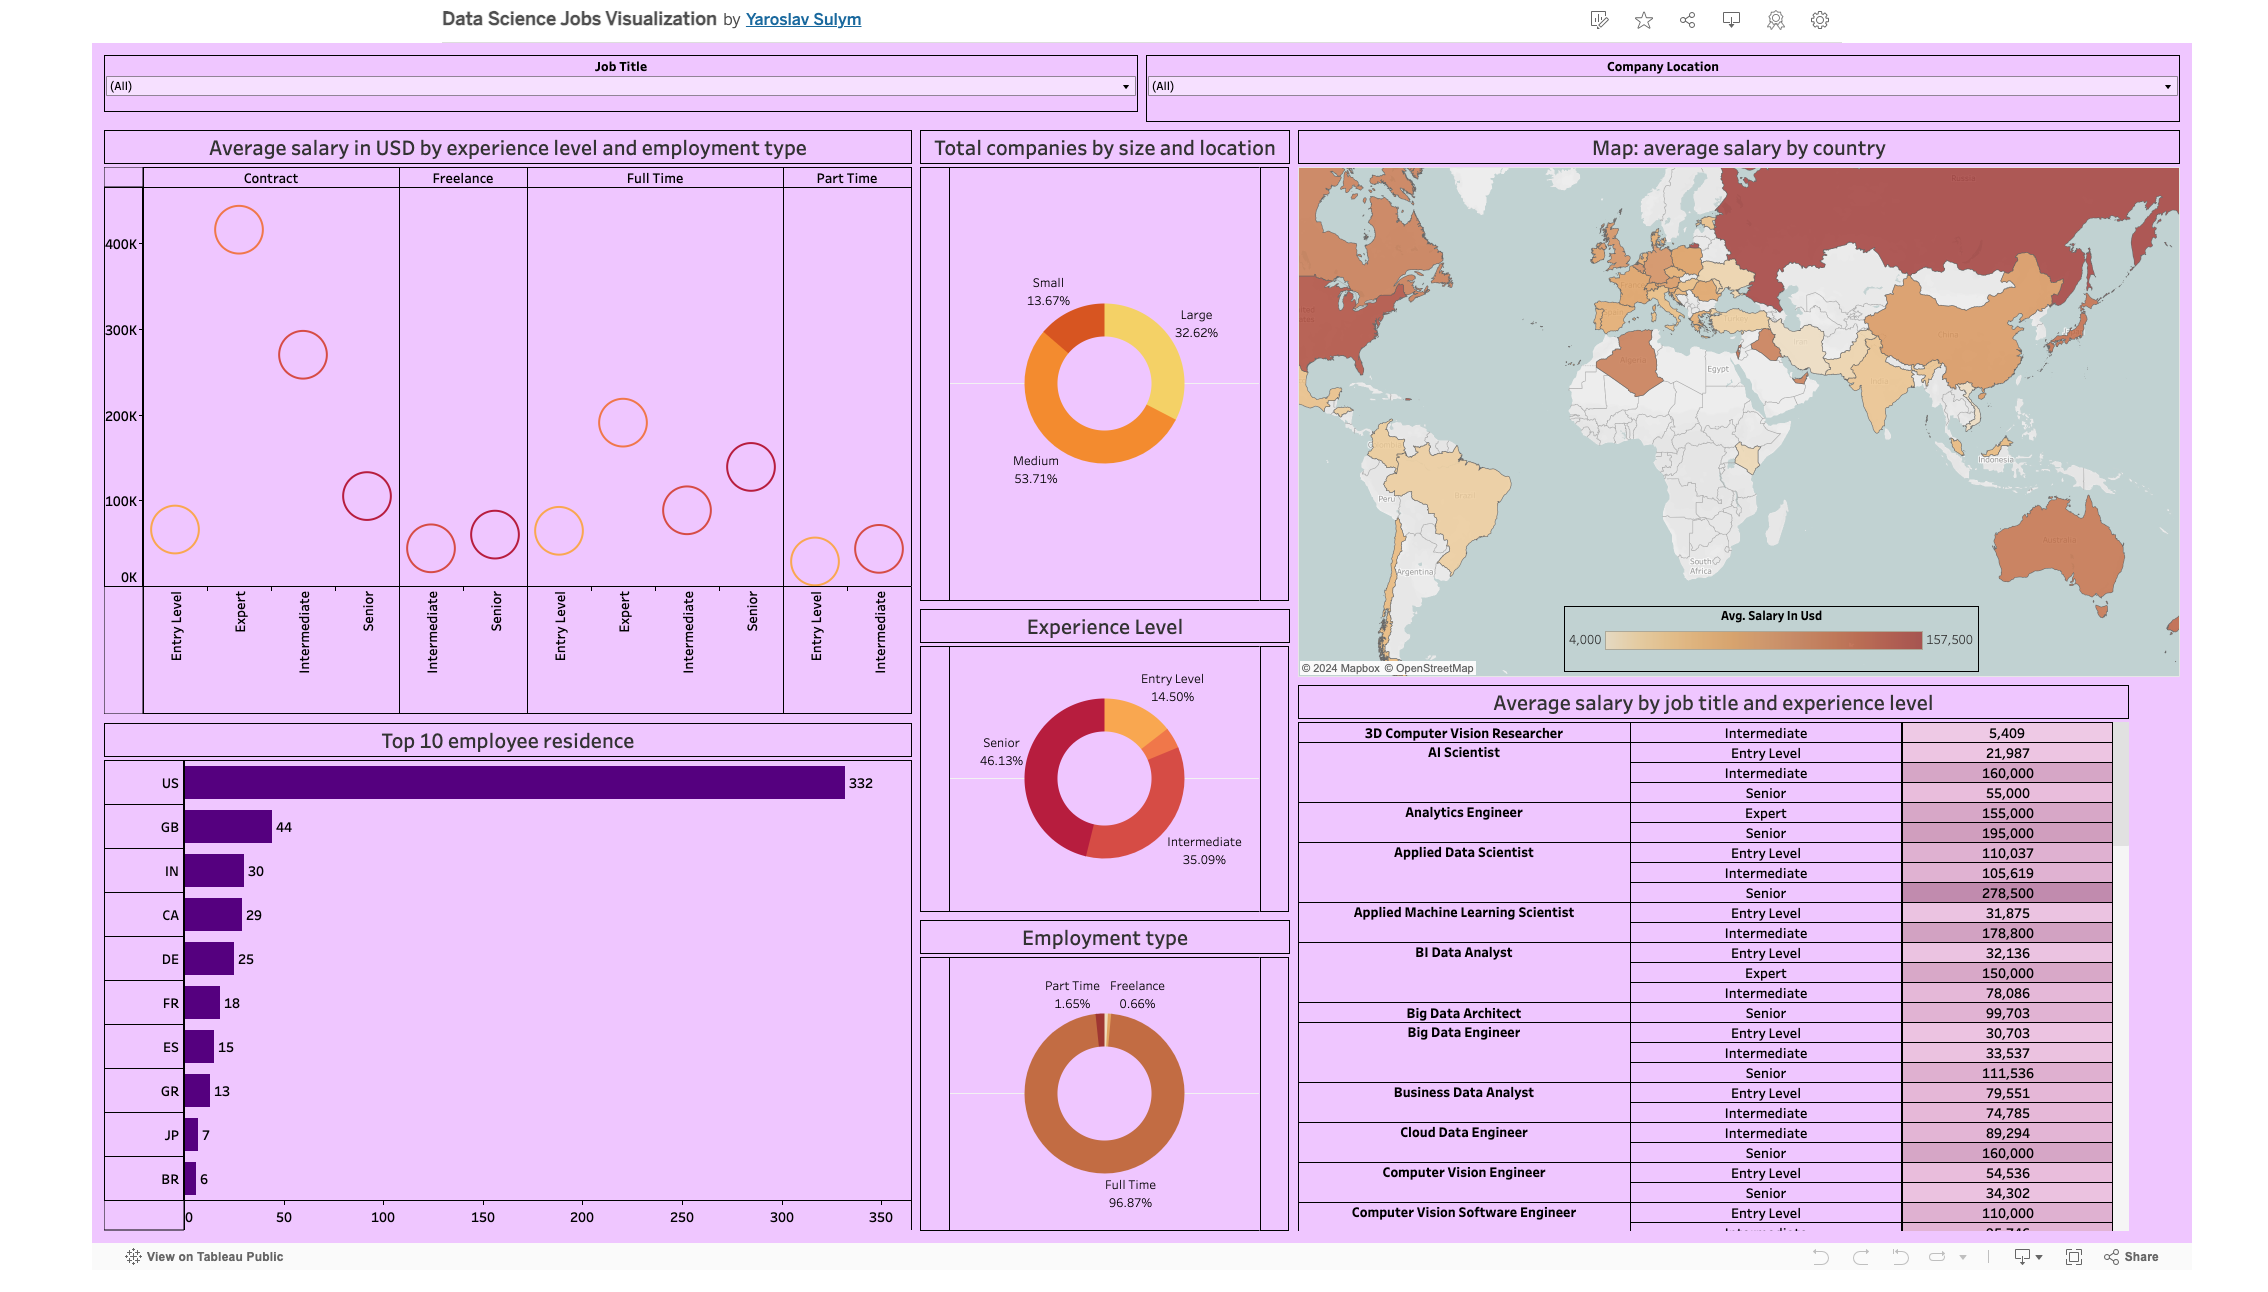 Data Science Jobs Visualization by Yaroslav Sulym
Job Title
(All)
Company Location
(All)
Average salary in USD by experience level and employment type
Contract Freelance Full Time Part Time
400K
300K
200K
100K
0K
Entry Level
Expert
Intermediate
Senior
Intermediate
Senior
Entry Level
Expert
Intermediate
Senior
Entry Level
Intermediate
Top 10 employee residence
US 332
GB 44
IN 30
CA 29
DE 25
FR 18
ES 15
GR 13
JP 7
BR 6
0 50 100 150 200 250 300 350
Total companies by size and location
Small
13.67%
Large
32.62%
Medium
53.71%
Experience Level
Entry Level
14.50%
Senior
46.13%
Intermediate
35.09%
Employment type
Part Time
1.65%
Freelance
0.66%
Full Time
96.87%
Map: average salary by country
Russia
China
Algeria
Egypt
India
Indonesia
Brazil
Peru
Argentina
South
Africa
Australia
Avg. Salary In Usd
4,000 157,500
© 2024 Mapbox © OpenStreetMap
Average salary by job title and experience level
3D Computer Vision Researcher Intermediate 5,409
AI Scientist Entry Level 21,987
Intermediate 160,000
Senior 55,000
Analytics Engineer Expert 155,000
Senior 195,000
Applied Data Scientist Entry Level 110,037
Intermediate 105,619
Senior 278,500
Applied Machine Learning Scientist Entry Level 31,875
Intermediate 178,800
BI Data Analyst Entry Level 32,136
Expert 150,000
Intermediate 78,086
Big Data Architect Senior 99,703
Big Data Engineer Entry Level 30,703
Intermediate 33,537
Senior 111,536
Business Data Analyst Entry Level 79,551
Intermediate 74,785
Cloud Data Engineer Intermediate 89,294
Senior 160,000
Computer Vision Engineer Entry Level 54,536
Senior 34,302
Computer Vision Software Engineer Entry Level 110,000
View on Tableau Public
Share